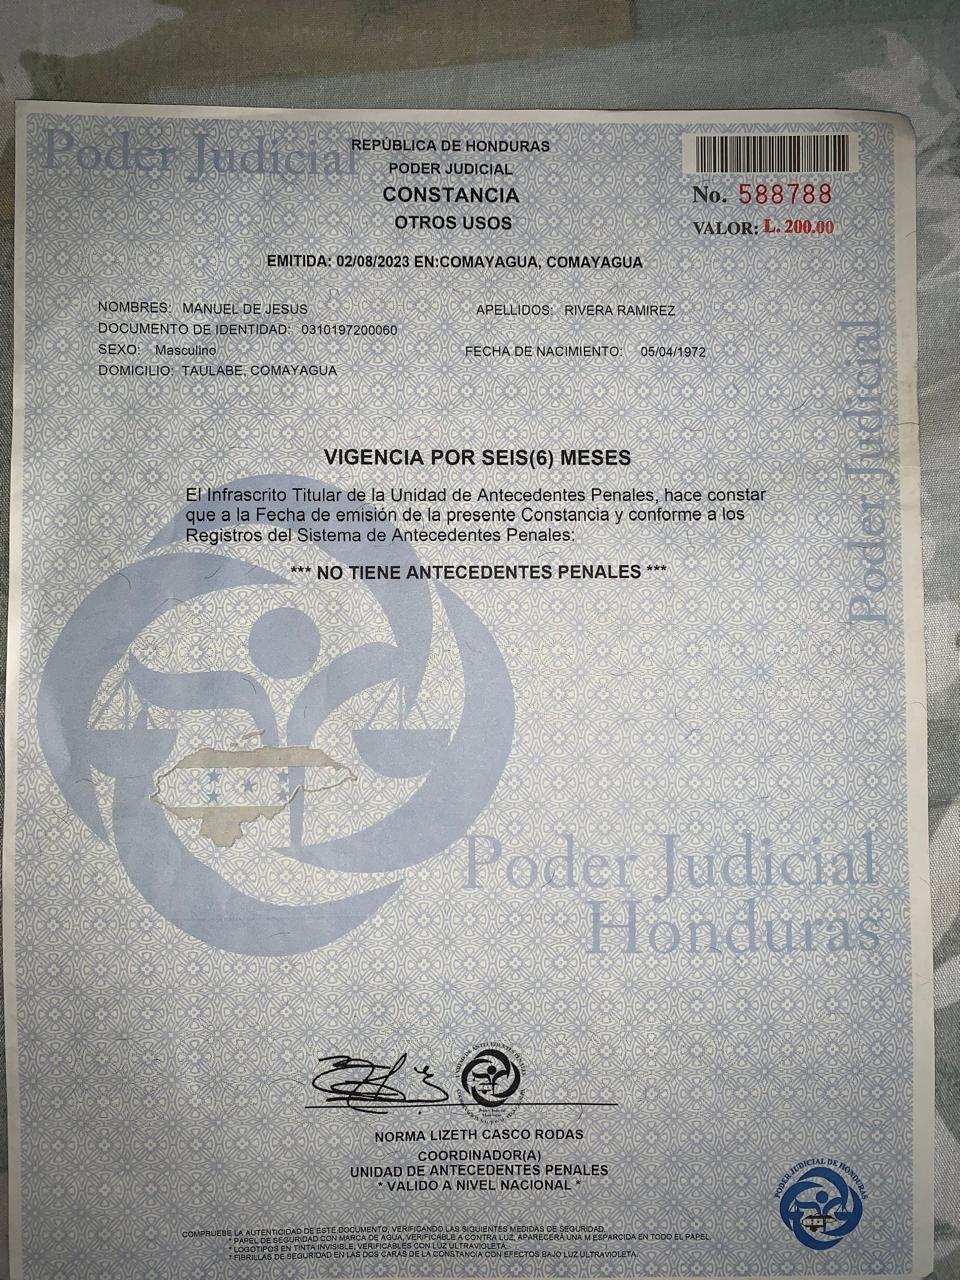 Poder Judicial
REPÚBLICA DE HONDURAS
PODER JUDICIAL
CONSTANCIA
OTROS USOS
No. 588788
VALOR: L. 200.00
EMITIDA: 02/08/2023 EN:COMAYAGUA, COMAYAGUA
NOMBRES: MANUEL DE JESUS APELLIDOS: RIVERA RAMIREZ
DOCUMENTO DE IDENTIDAD: 0310197200060
SEXO: Masculino FECHA DE NACIMIENTO: 05/04/1972
DOMICILIO: TAULABE, COMAYAGUA
Poder Judicial
VIGENCIA POR SEIS(6) MESES
El Infrascrito Titular de la Unidad de Antecedentes Penales, hace constar
que a la Fecha de emisión de la presente Constancia y conforme a los
Registros del Sistema de Antecedentes Penales:
*** NO TIENE ANTECEDENTES PENALES ***
Poder Judicial
Honduras
NORMA LIZETH CASCO RODAS
COORDINADOR(A)
UNIDAD DE ANTECEDENTES PENALES
* VALIDO A NIVEL NACIONAL *
PODER JUDICIAL DE HONDURAS
COMPRUEBE LA AUTENTICIDAD DE ESTE DOCUMENTO, VERIFICANDO LAS SIGUIENTES MEDIDAS DE SEGURIDAD.
* PAPEL DE SEGURIDAD CON MARCA DE AGUA, VERIFICABLE A CONTRA LUZ, APARECERÁ UNA M ESPARCIDA EN TODO EL PAPEL.
* LOGOTIPOS EN TINTA INVISIBLE, VERIFICABLES CON LUZ ULTRAVIOLETA.
* FIBRILLAS DE SEGURIDAD EN LAS DOS CARAS DE LA CONSTANCIA CON EFECTOS BAJO LUZ ULTRAVIOLETA.